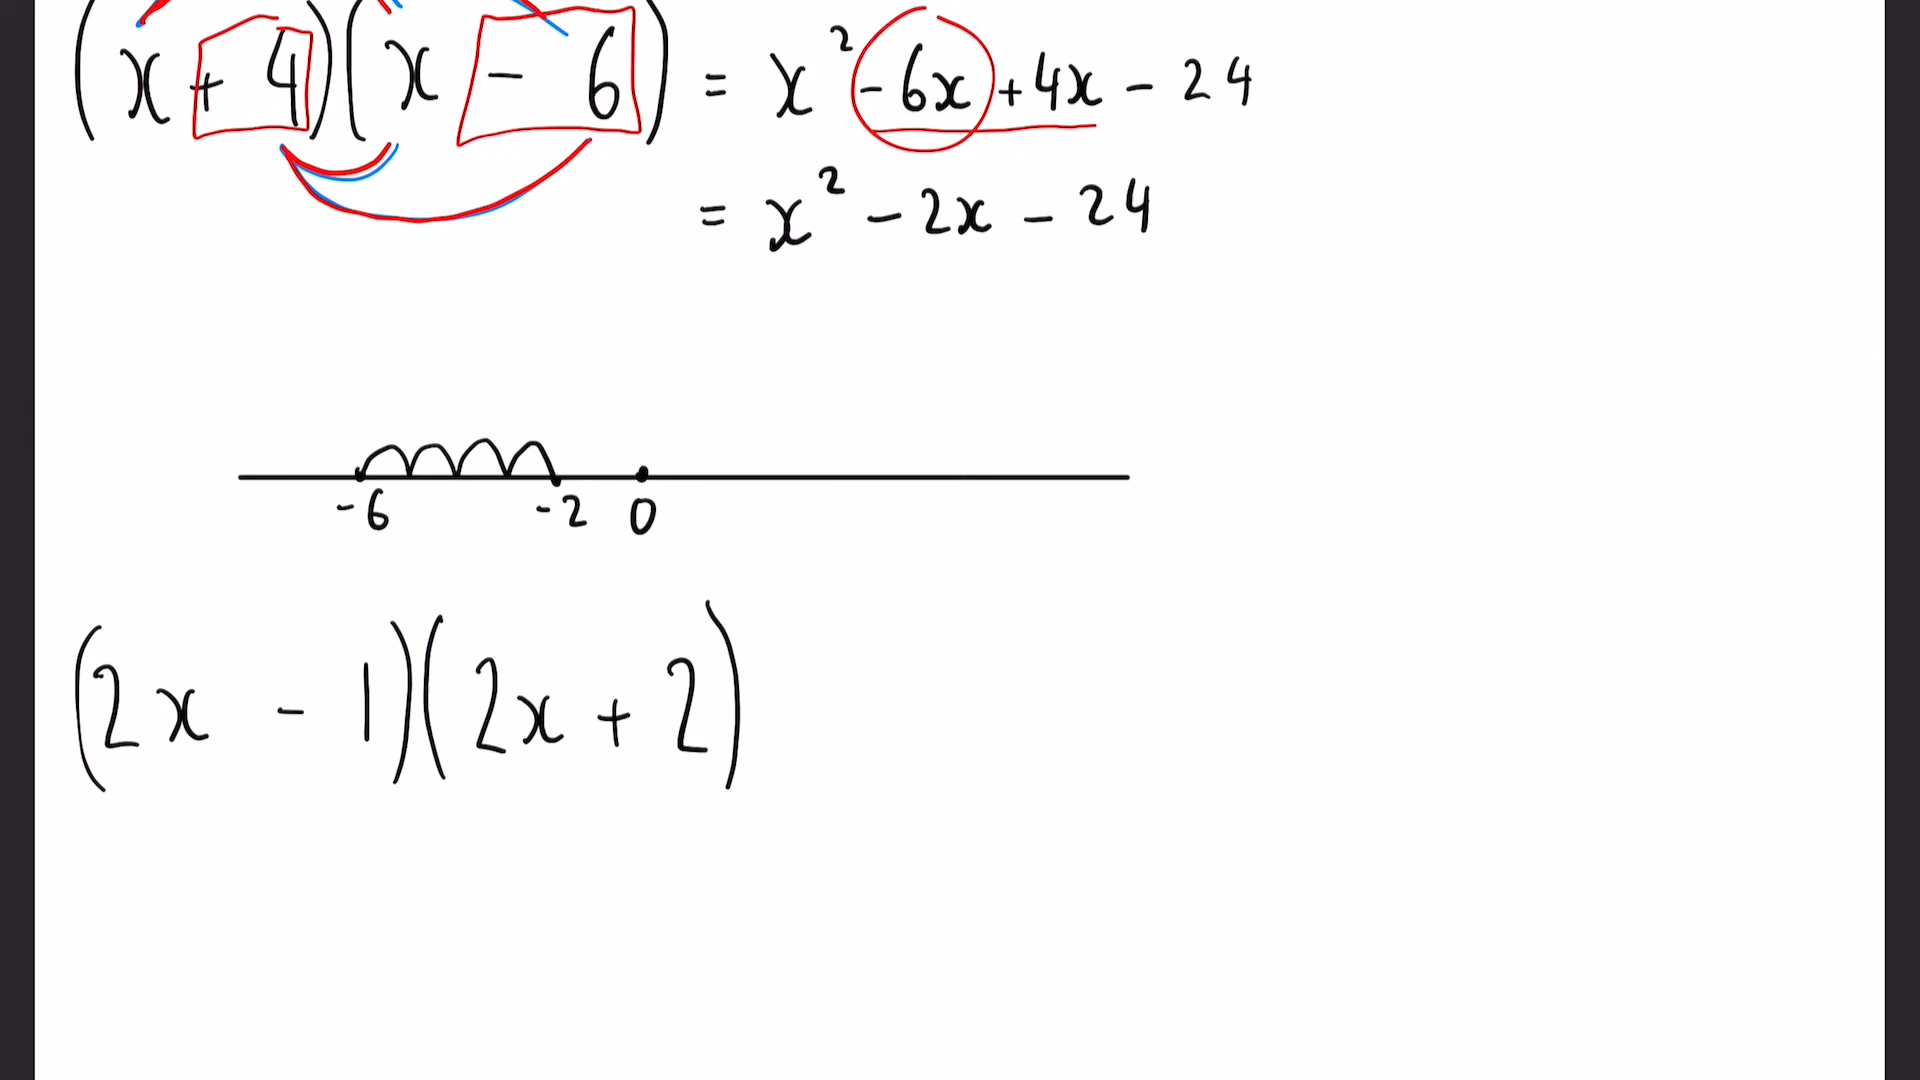 (x + 4)(x - 6) = x² - 6x + 4x - 24
= x² - 2x - 24
-6 -2 0
(2x - 1)(2x + 2)